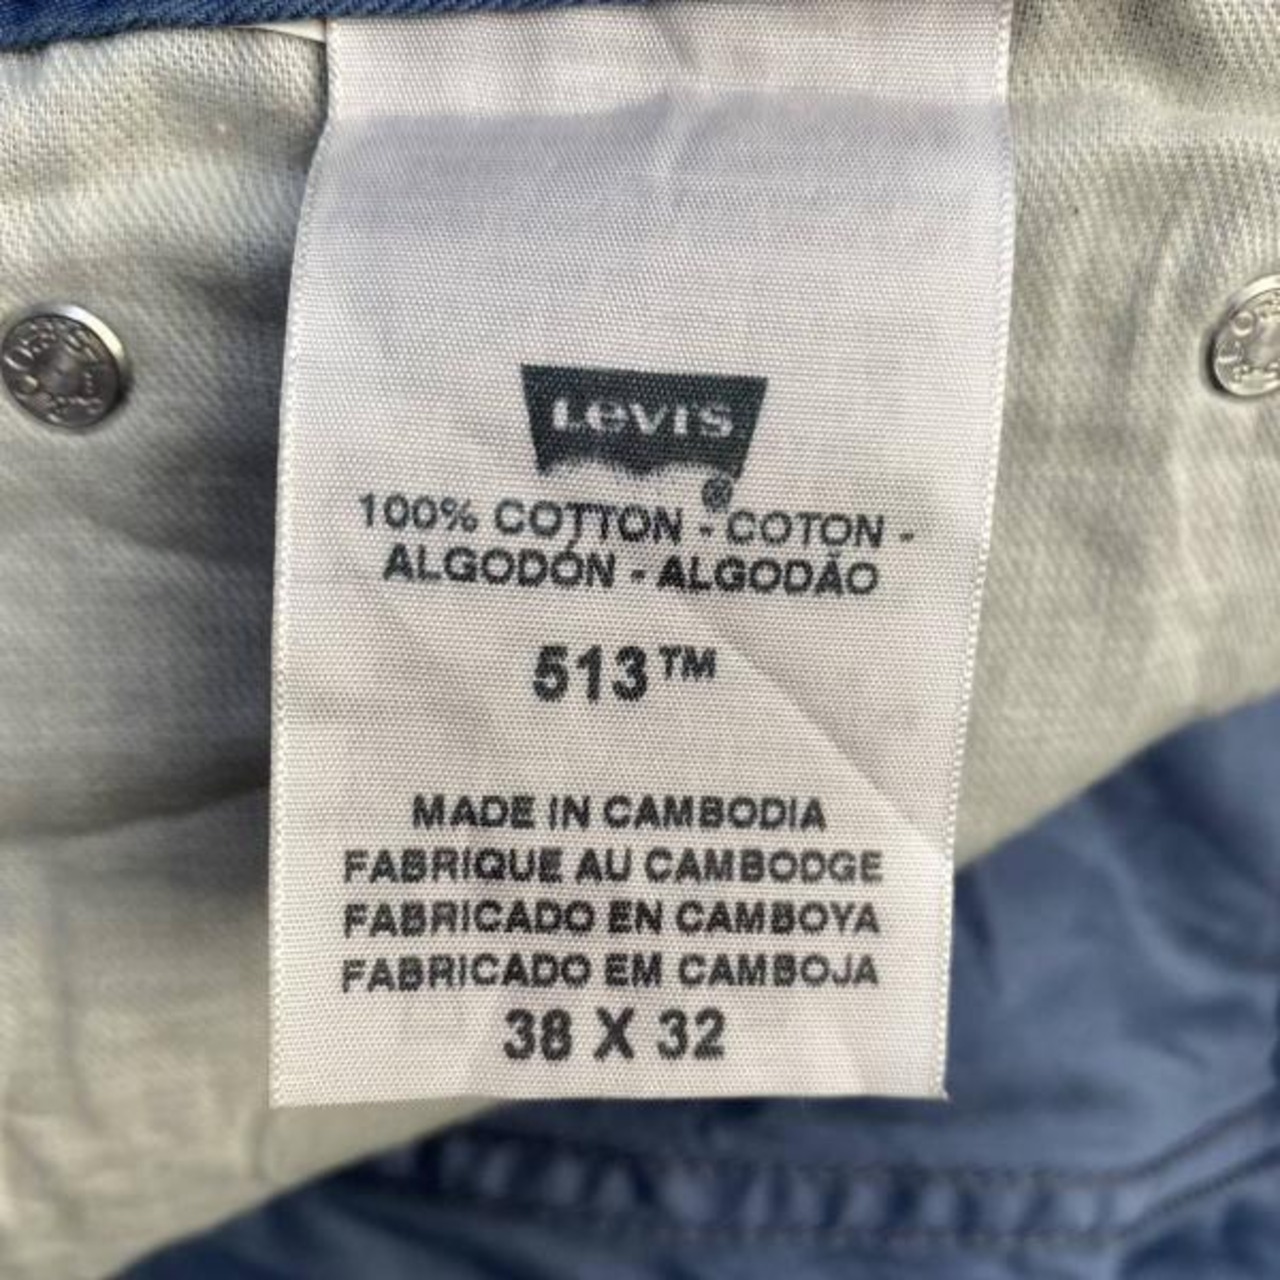 Levi's
®
100% COTTON - COTON -
ALGODÓN - ALGODÃO
513™
MADE IN CAMBODIA
FABRIQUE AU CAMBODGE
FABRICADO EN CAMBOYA
FABRICADO EM CAMBOJA
38 X 32